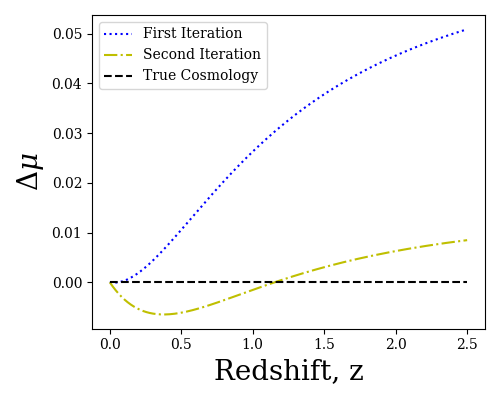 First Iteration
Second Iteration
True Cosmology
0.05
0.04
0.03
0.02
0.01
0.00
Δμ
0.0 0.5 1.0 1.5 2.0 2.5
Redshift, z